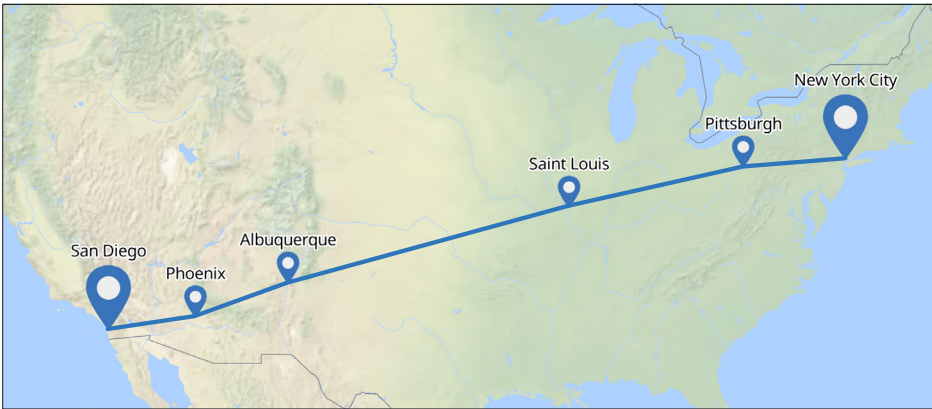 New York City
Pittsburgh
Saint Louis
Albuquerque
San Diego
Phoenix